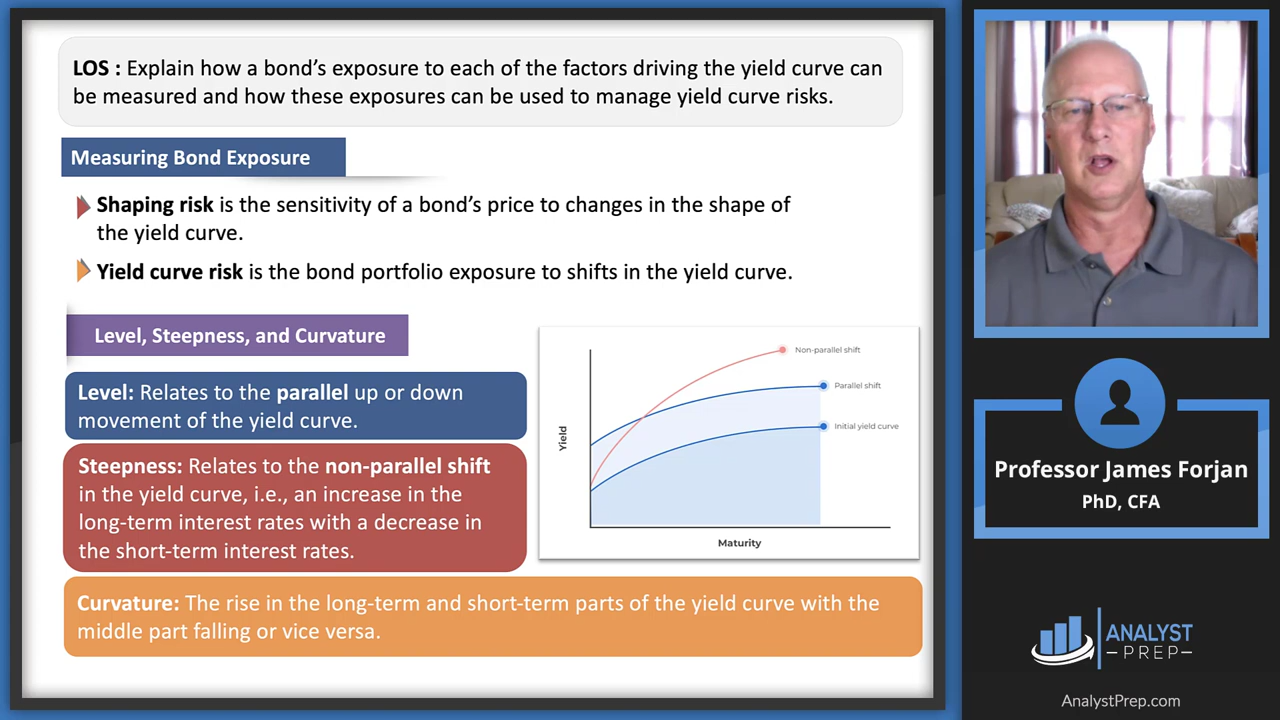 LOS : Explain how a bond’s exposure to each of the factors driving the yield curve can
be measured and how these exposures can be used to manage yield curve risks.
Measuring Bond Exposure
Shaping risk is the sensitivity of a bond’s price to changes in the shape of
the yield curve.
Yield curve risk is the bond portfolio exposure to shifts in the yield curve.
Level, Steepness, and Curvature
Level: Relates to the parallel up or down
movement of the yield curve.
Steepness: Relates to the non-parallel shift
in the yield curve, i.e., an increase in the
long-term interest rates with a decrease in
the short-term interest rates.
Curvature: The rise in the long-term and short-term parts of the yield curve with the
middle part falling or vice versa.
Non-parallel shift
Parallel shift
Initial yield curve
Yield
Maturity
Professor James Forjan
PhD, CFA
ANALYST
PREP
AnalystPrep.com